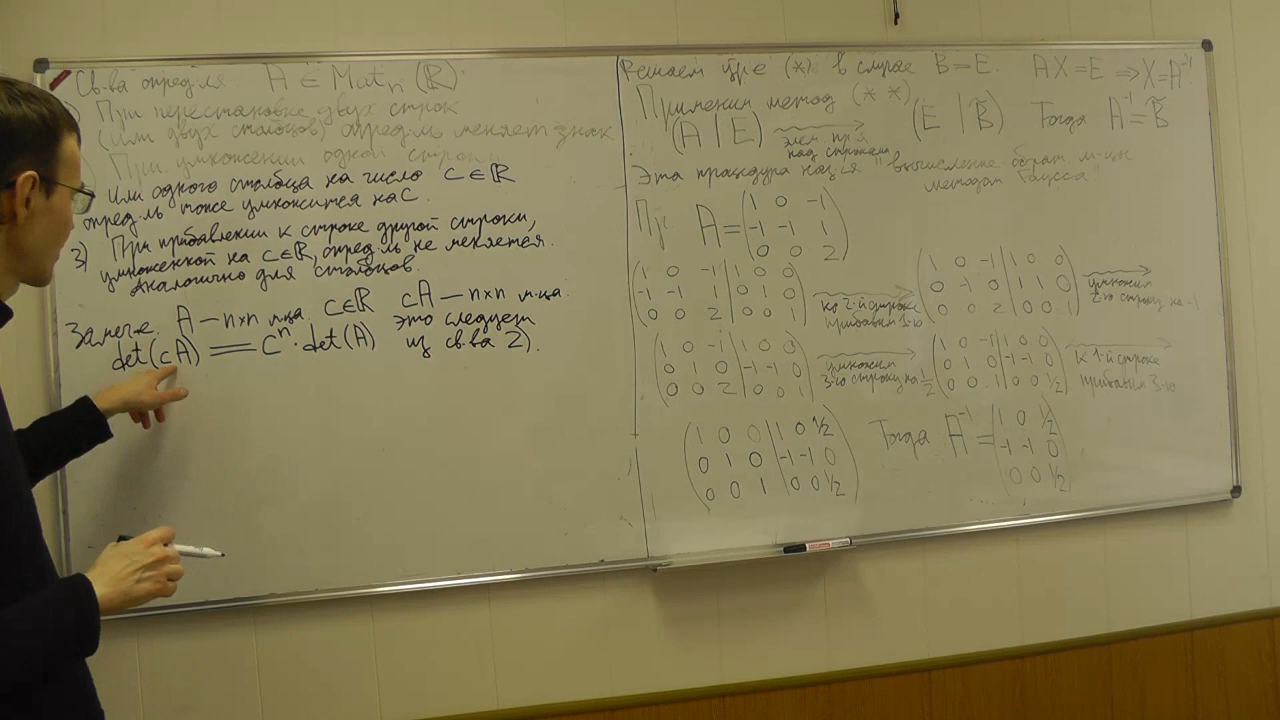 Св-ва опред-ля. A ∈ Matₙ(ℝ)
При перестановке двух строк
(или двух столбцов) опред-ль меняет знак
При умножении одной строки
или одного столбца на число c ∈ ℝ
опред-ль тоже умножится на c.
3) При прибавлении к строке другой строки,
умноженной на c∈ℝ, опред-ль не меняется.
Аналогично для столбцов.
Замеч. A – n×n м-ца. c∈ℝ cA – n×n м-ца.
det(cA) = cⁿ·det(A) это следует
из св-ва 2).
Решаем ур-е (*) в случае B=E. AX=E ⇒ X=A⁻¹
Применим метод (**)
(A | E) элем. пр-я над строками (E | B̃) Тогда A⁻¹=B̃
Эта процедура наз-ся "вычисление обрат. м-цы
методом Гаусса"
Пр. A = (1 0 -1
-1 -1 1
0 0 2)
(1 0 -1 | 1 0 0
-1 -1 1 | 0 1 0
0 0 2 | 0 0 1)
ко 2-й строке
прибавим 1-ю
(1 0 -1 | 1 0 0
0 -1 0 | 1 1 0
0 0 2 | 0 0 1)
умножим
2-ю строку на -1
(1 0 -1 | 1 0 0
0 1 0 | -1 -1 0
0 0 2 | 0 0 1)
умножим
3-ю строку на 1/2
(1 0 -1 | 1 0 0
0 1 0 | -1 -1 0
0 0 1 | 0 0 1/2)
к 1-й строке
прибавим 3-ю
(1 0 0 | 1 0 1/2
0 1 0 | -1 -1 0
0 0 1 | 0 0 1/2)
Тогда A⁻¹ = (1 0 1/2
-1 -1 0
0 0 1/2)